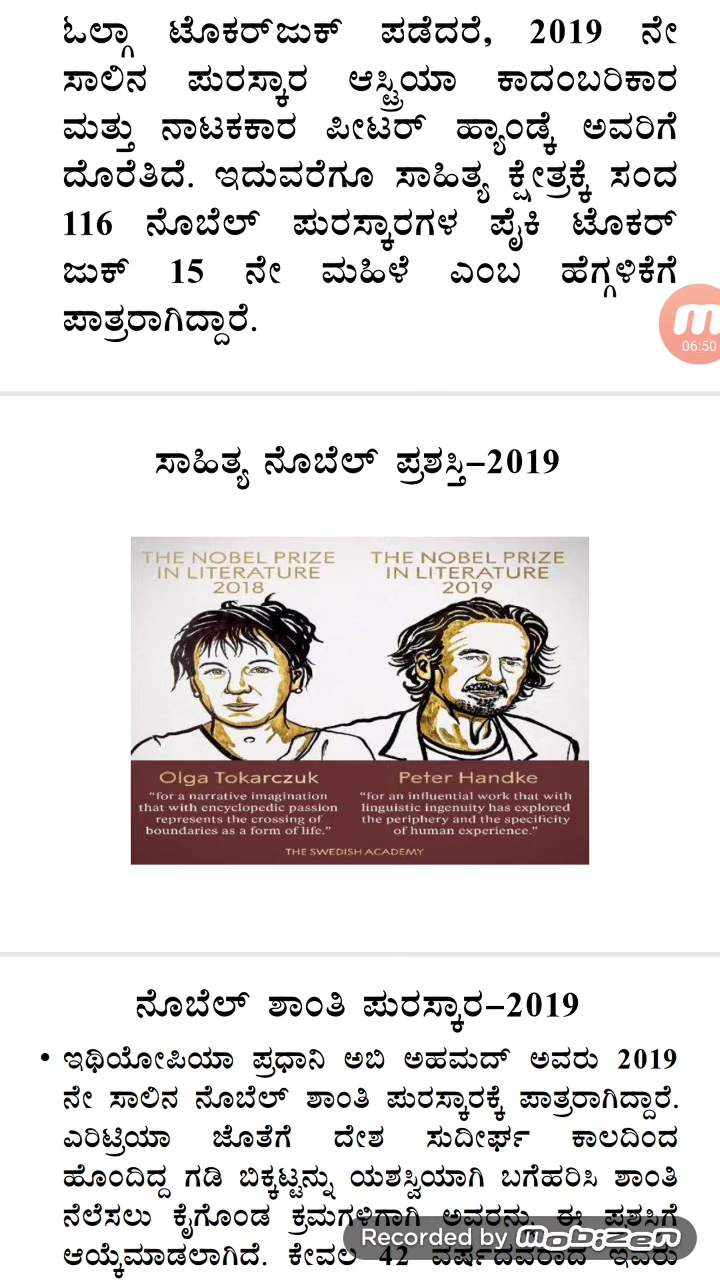 ಓಲ್ಗಾ ಟೊಕರ್‌ಜುಕ್ ಪಡೆದರೆ, 2019 ನೇ
ಸಾಲಿನ ಪುರಸ್ಕಾರ ಆಸ್ಟ್ರಿಯಾ ಕಾದಂಬರಿಕಾರ
ಮತ್ತು ನಾಟಕಕಾರ ಪೀಟರ್ ಹ್ಯಾಂಡ್ಕೆ ಅವರಿಗೆ
ದೊರೆತಿದೆ. ಇದುವರೆಗೂ ಸಾಹಿತ್ಯ ಕ್ಷೇತ್ರಕ್ಕೆ ಸಂದ
116 ನೊಬೆಲ್ ಪುರಸ್ಕಾರಗಳ ಪೈಕಿ ಟೊಕರ್
ಜುಕ್ 15 ನೇ ಮಹಿಳೆ ಎಂಬ ಹೆಗ್ಗಳಿಕೆಗೆ
ಪಾತ್ರರಾಗಿದ್ದಾರೆ.
06:50
ಸಾಹಿತ್ಯ ನೊಬೆಲ್ ಪ್ರಶಸ್ತಿ–2019
THE NOBEL PRIZE
IN LITERATURE
2018
THE NOBEL PRIZE
IN LITERATURE
2019
Olga Tokarczuk
"for a narrative imagination
that with encyclopedic passion
represents the crossing of
boundaries as a form of life."
Peter Handke
"for an influential work that with
linguistic ingenuity has explored
the periphery and the specificity
of human experience."
THE SWEDISH ACADEMY
ನೊಬೆಲ್ ಶಾಂತಿ ಪುರಸ್ಕಾರ–2019
• ಇಥಿಯೋಪಿಯಾ ಪ್ರಧಾನಿ ಅಬಿ ಅಹಮದ್ ಅವರು 2019
ನೇ ಸಾಲಿನ ನೊಬೆಲ್ ಶಾಂತಿ ಪುರಸ್ಕಾರಕ್ಕೆ ಪಾತ್ರರಾಗಿದ್ದಾರೆ.
ಎರಿಟ್ರಿಯಾ ಜೊತೆಗೆ ದೇಶ ಸುದೀರ್ಘ ಕಾಲದಿಂದ
ಹೊಂದಿದ್ದ ಗಡಿ ಬಿಕ್ಕಟ್ಟನ್ನು ಯಶಸ್ವಿಯಾಗಿ ಬಗೆಹರಿಸಿ ಶಾಂತಿ
ನೆಲೆಸಲು ಕೈಗೊಂಡ ಕ್ರಮಗಳಿಗಾಗಿ ಅವರನ್ನು ಈ ಪ್ರಶಸ್ತಿಗೆ
ಆಯ್ಕೆಮಾಡಲಾಗಿದೆ. ಕೇವಲ 42 ವರ್ಷದವರಾದ ಇವರು
Recorded by mobizen